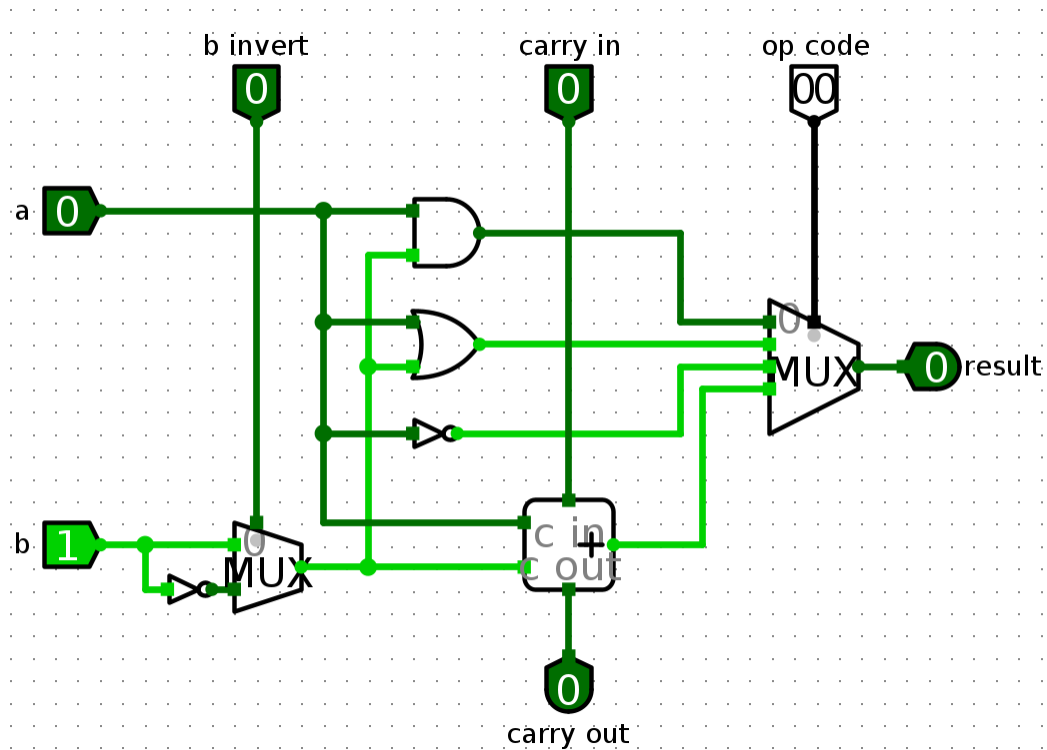 b invert
carry in
op code
0
0
00
a
0
0
MUX
0
result
b
1
0
MUX
c in
+
c out
0
carry out